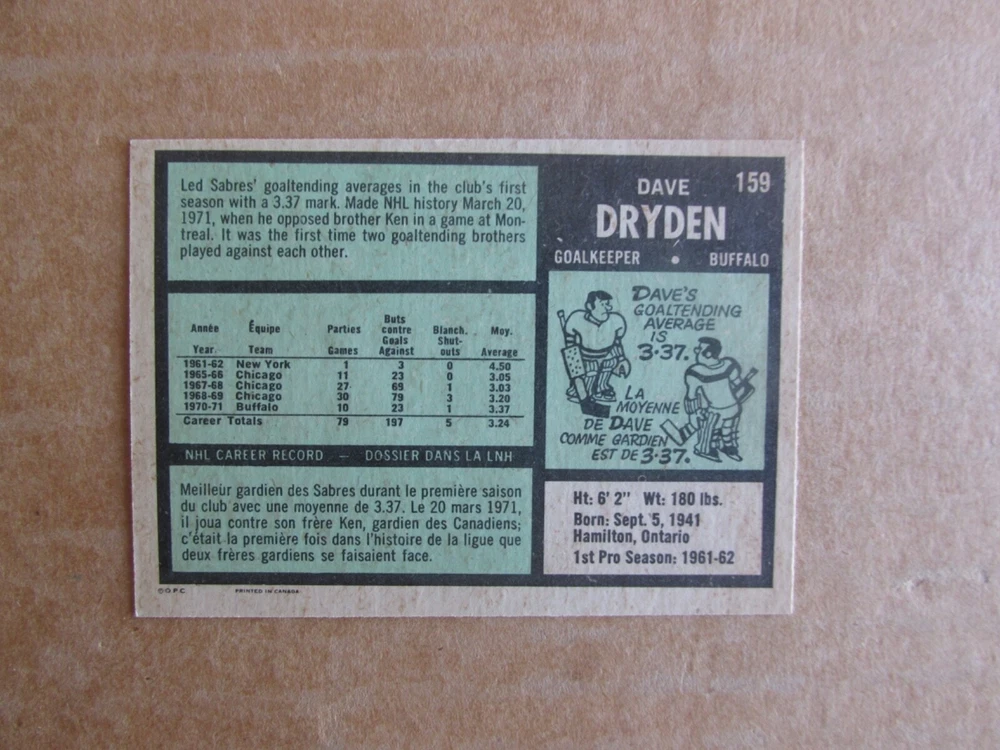 Led Sabres' goaltending averages in the club's first
season with a 3.37 mark. Made NHL history March 20,
1971, when he opposed brother Ken in a game at Mon-
treal. It was the first time two goaltending brothers
played against each other.
DAVE 159
DRYDEN
GOALKEEPER • BUFFALO
Année Équipe Parties Buts contre Blanch. Moy.
Year Team Games Goals Against Shut-outs Average
1961-62 New York 1 3 0 4.50
1965-66 Chicago 11 23 0 3.05
1967-68 Chicago 27 69 1 3.03
1968-69 Chicago 30 79 3 3.20
1970-71 Buffalo 10 23 1 3.37
Career Totals 79 197 5 3.24
NHL CAREER RECORD — DOSSIER DANS LA LNH
DAVE'S
GOALTENDING
AVERAGE
IS
3.37.
LA
MOYENNE
DE DAVE
COMME GARDIEN
EST DE 3.37.
Meilleur gardien des Sabres durant le première saison
du club avec une moyenne de 3.37. Le 20 mars 1971,
il joua contre son frère Ken, gardien des Canadiens;
c'était la première fois dans l'histoire de la ligue que
deux frères gardiens se faisaient face.
Ht: 6' 2" Wt: 180 lbs.
Born: Sept. 5, 1941
Hamilton, Ontario
1st Pro Season: 1961-62
©O.P.C. PRINTED IN CANADA